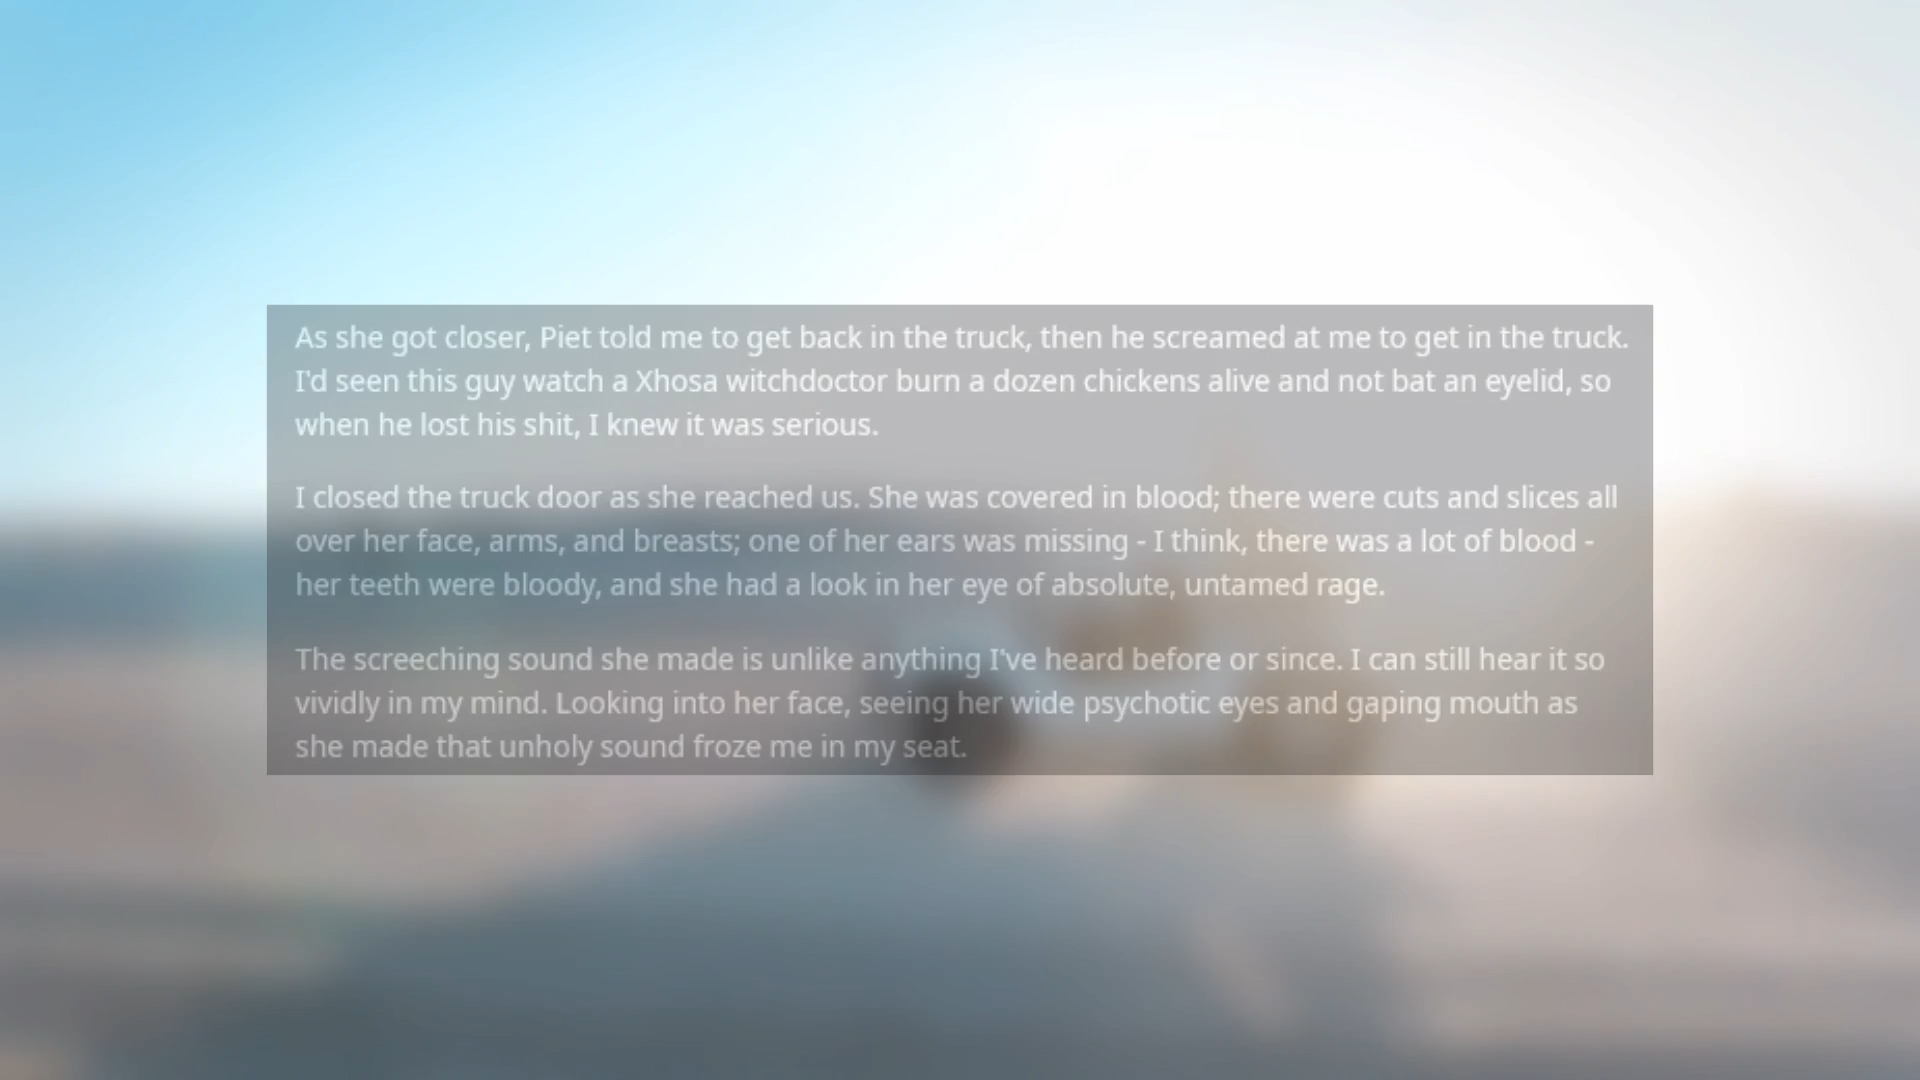 As she got closer, Piet told me to get back in the truck, then he screamed at me to get in the truck.
I'd seen this guy watch a Xhosa witchdoctor burn a dozen chickens alive and not bat an eyelid, so
when he lost his shit, I knew it was serious.
I closed the truck door as she reached us. She was covered in blood; there were cuts and slices all
over her face, arms, and breasts; one of her ears was missing - I think, there was a lot of blood -
her teeth were bloody, and she had a look in her eye of absolute, untamed rage.
The screeching sound she made is unlike anything I've heard before or since. I can still hear it so
vividly in my mind. Looking into her face, seeing her wide psychotic eyes and gaping mouth as
she made that unholy sound froze me in my seat.